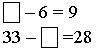 □ – 6 = 9
33 – □ =28